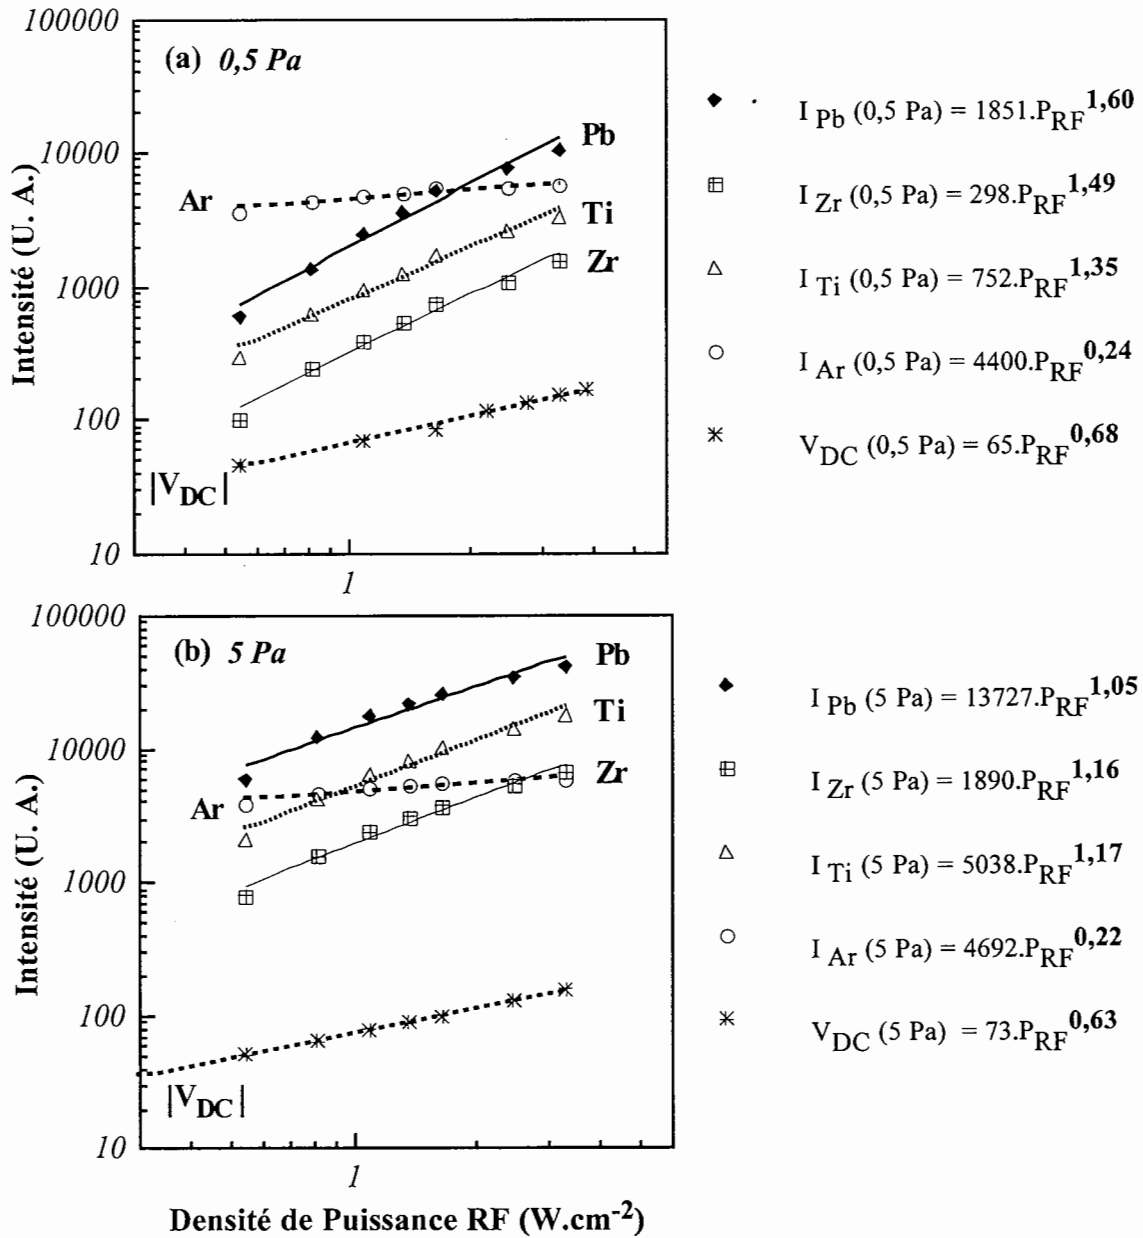 100000
(a) 0,5 Pa
Pb
10000
Ar
Ti
Zr
1000
100
|VDC|
10
1
Intensité (U. A.)
I Pb (0,5 Pa) = 1851.PRF1,60
I Zr (0,5 Pa) = 298.PRF1,49
I Ti (0,5 Pa) = 752.PRF1,35
I Ar (0,5 Pa) = 4400.PRF0,24
VDC (0,5 Pa) = 65.PRF0,68
100000
(b) 5 Pa
Pb
Ti
10000
Zr
Ar
1000
100
|VDC|
10
1
Intensité (U. A.)
Densité de Puissance RF (W.cm-2)
I Pb (5 Pa) = 13727.PRF1,05
I Zr (5 Pa) = 1890.PRF1,16
I Ti (5 Pa) = 5038.PRF1,17
I Ar (5 Pa) = 4692.PRF0,22
VDC (5 Pa) = 73.PRF0,63